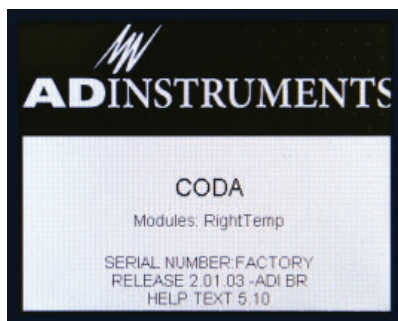 ADINSTRUMENTS
CODA
Modules: RightTemp
SERIAL NUMBER:FACTORY
RELEASE 2.01.03 -ADI BR
HELP TEXT 5.10